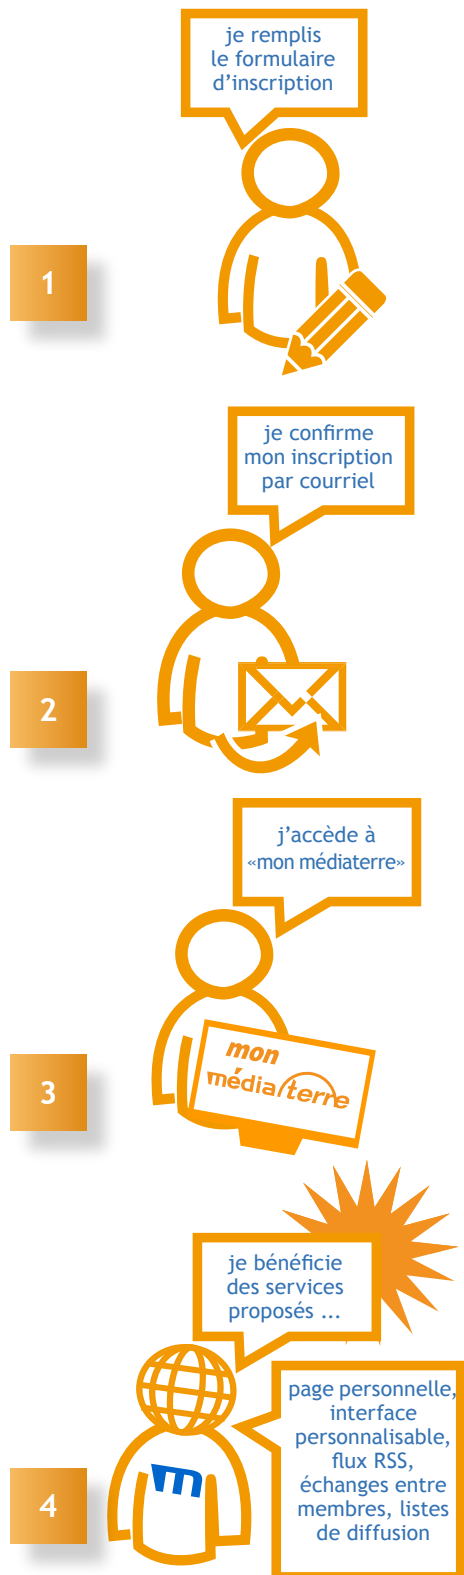 je remplis
le formulaire
d’inscription
1
je confirme
mon inscription
par courriel
2
j’accède à
«mon médiaterre»
mon
média terre
3
je bénéficie
des services
proposés ...
page personnelle,
interface
personnalisable,
flux RSS,
échanges entre
membres, listes
de diffusion
m
4